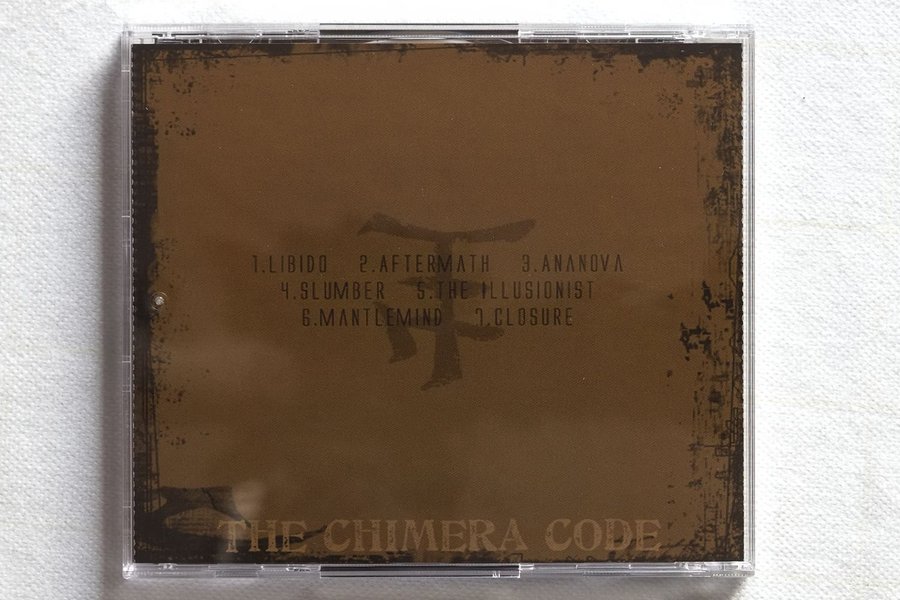 1.LIBIDO 2.AFTERMATH 3.ANANOVA
4.SLUMBER 5.THE ILLUSIONIST
6.MANTLEMIND 7.CLOSURE
THE CHIMERA CODE